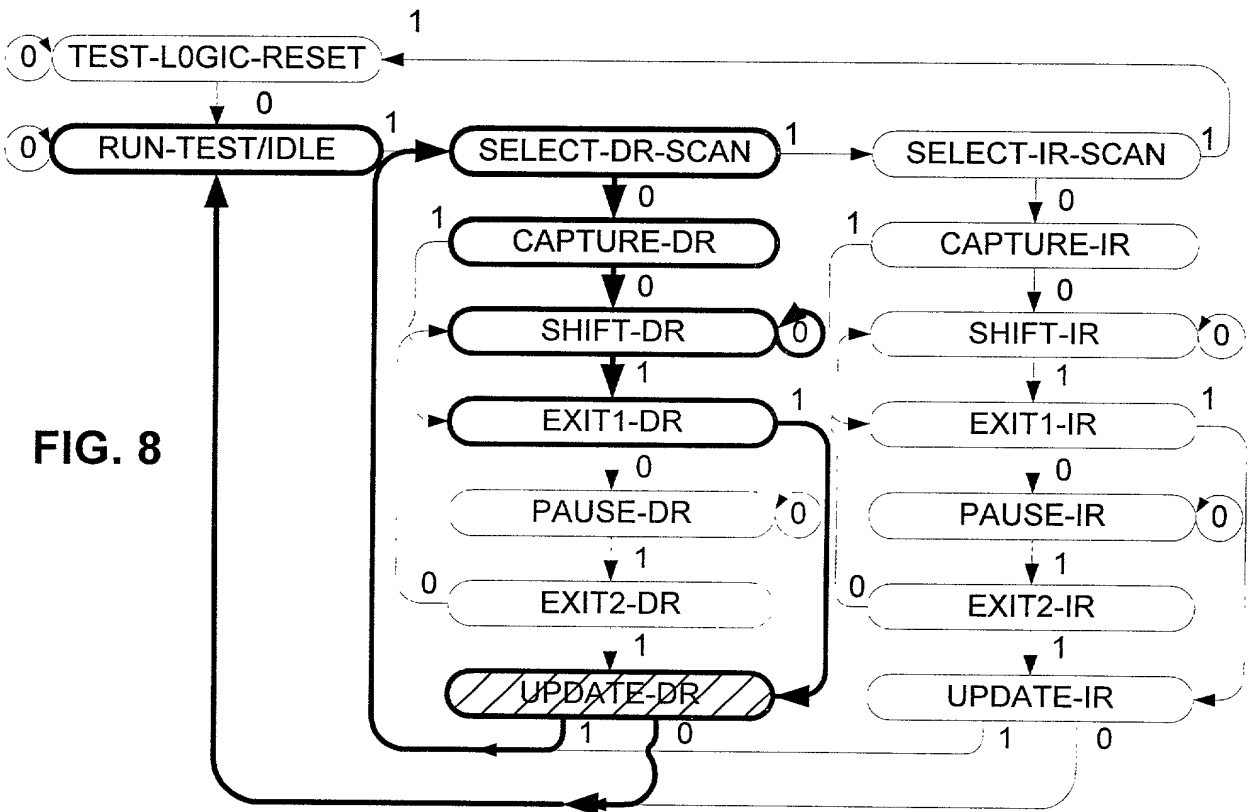 1
0 TEST-L0GIC-RESET
0
0 RUN-TEST/IDLE 1 SELECT-DR-SCAN 1 SELECT-IR-SCAN 1
0 0
1 CAPTURE-DR 1 CAPTURE-IR
0 0
SHIFT-DR 0 SHIFT-IR 0
1 1
EXIT1-DR 1 EXIT1-IR 1
FIG. 8
0 0
PAUSE-DR 0 PAUSE-IR 0
1 1
0 EXIT2-DR 0 EXIT2-IR
1 1
UPDATE-DR UPDATE-IR
1 0 1 0